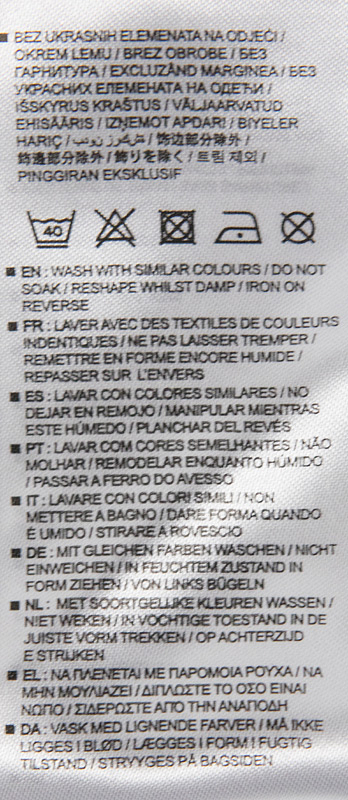 BEZ UKRASNIH ELEMENATA NA ODJEĆI /
OKREM LEMU / BREZ OBROBE / БЕЗ
ГАРНИТУРА / EXCLUZÂND MARGINEA / БЕЗ
УКРАСНИХ ЕЛЕМЕНАТА НА ОДЕЋИ /
IŠSKYRUS KRAŠTUS / VÄLJAARVATUD
EHISÄÄRIS / IZŅEMOT APDARI / BIYELER
HARIÇ / 饰边部分除外 /
飾邊部分除外 / 飾りを除く / 트림 제외 /
PINGGIRAN EKSKLUSIF
40
EN : WASH WITH SIMILAR COLOURS / DO NOT
SOAK / RESHAPE WHILST DAMP / IRON ON
REVERSE
FR : LAVER AVEC DES TEXTILES DE COULEURS
INDENTIQUES / NE PAS LAISSER TREMPER /
REMETTRE EN FORME ENCORE HUMIDE /
REPASSER SUR L'ENVERS
ES : LAVAR CON COLORES SIMILARES / NO
DEJAR EN REMOJO / MANIPULAR MIENTRAS
ESTE HÚMEDO / PLANCHAR DEL REVÉS
PT : LAVAR COM CORES SEMELHANTES / NÃO
MOLHAR / REMODELAR ENQUANTO HÚMIDO
/ PASSAR A FERRO DO AVESSO
IT : LAVARE CON COLORI SIMILI / NON
METTERE A BAGNO / DARE FORMA QUANDO
É UMIDO / STIRARE A ROVESCIO
DE : MIT GLEICHEN FARBEN WASCHEN / NICHT
EINWEICHEN / IN FEUCHTEM ZUSTAND IN
FORM ZIEHEN / VON LINKS BÜGELN
NL : MET SOORTGELIJKE KLEUREN WASSEN /
NIET WEKEN / IN VOCHTIGE TOESTAND IN DE
JUISTE VORM TREKKEN / OP ACHTERZIJD
E STRIJKEN
EL : ΝΑ ΠΛΕΝΕΤΑΙ ΜΕ ΠΑΡΟΜΟΙΑ ΡΟΥΧΑ / ΝΑ
ΜΗΝ ΜΟΥΛΙΑΖΕΙ / ΔΙΠΛΩΣΤΕ ΤΟ ΟΣΟ ΕΙΝΑΙ
ΝΩΠΟ / ΣΙΔΕΡΩΣΤΕ ΑΠΟ ΤΗΝ ΑΝΑΠΟΔΗ
DA : VASK MED LIGNENDE FARVER / MÅ IKKE
LIGGES I BLØD / LÆGGES I FORM I FUGTIG
TILSTAND / STRYYGES PÅ BAGSIDEN